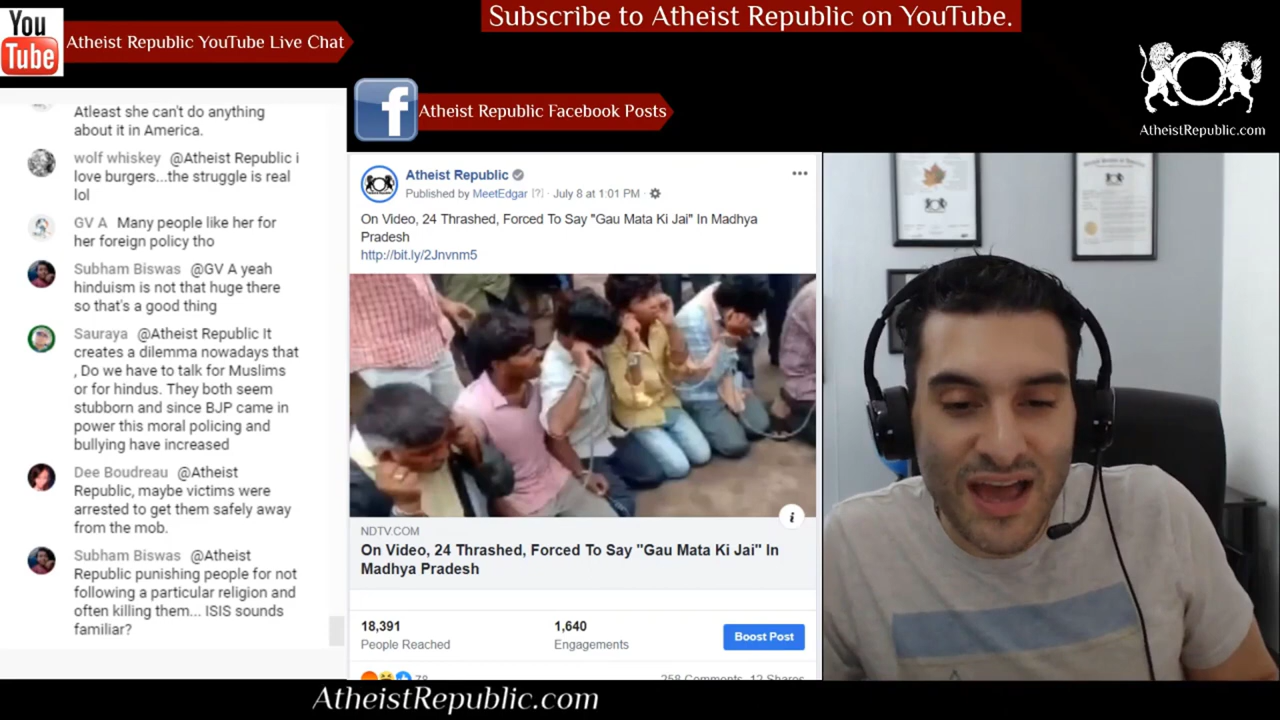 You
Tube
Atheist Republic YouTube Live Chat
Subscribe to Atheist Republic on YouTube.
AtheistRepublic.com
f
Atheist Republic Facebook Posts
Atleast she can't do anything
about it in America.
wolf whiskey @Atheist Republic i
love burgers...the struggle is real
lol
GV A Many people like her for
her foreign policy tho
Subham Biswas @GV A yeah
hinduism is not that huge there
so that's a good thing
Sauraya @Atheist Republic It
creates a dilemma nowadays that
, Do we have to talk for Muslims
or for hindus. They both seem
stubborn and since BJP came in
power this moral policing and
bullying have increased
Dee Boudreau @Atheist
Republic, maybe victims were
arrested to get them safely away
from the mob.
Subham Biswas @Atheist
Republic punishing people for not
following a particular religion and
often killing them... ISIS sounds
familiar?
Atheist Republic
Published by MeetEdgar [?] · July 8 at 1:01 PM ·
On Video, 24 Thrashed, Forced To Say "Gau Mata Ki Jai" In Madhya
Pradesh
http://bit.ly/2Jnvnm5
i
NDTV.COM
On Video, 24 Thrashed, Forced To Say "Gau Mata Ki Jai" In
Madhya Pradesh
18,391
People Reached
1,640
Engagements
Boost Post
78
258 Comments 12 Shares
AtheistRepublic.com